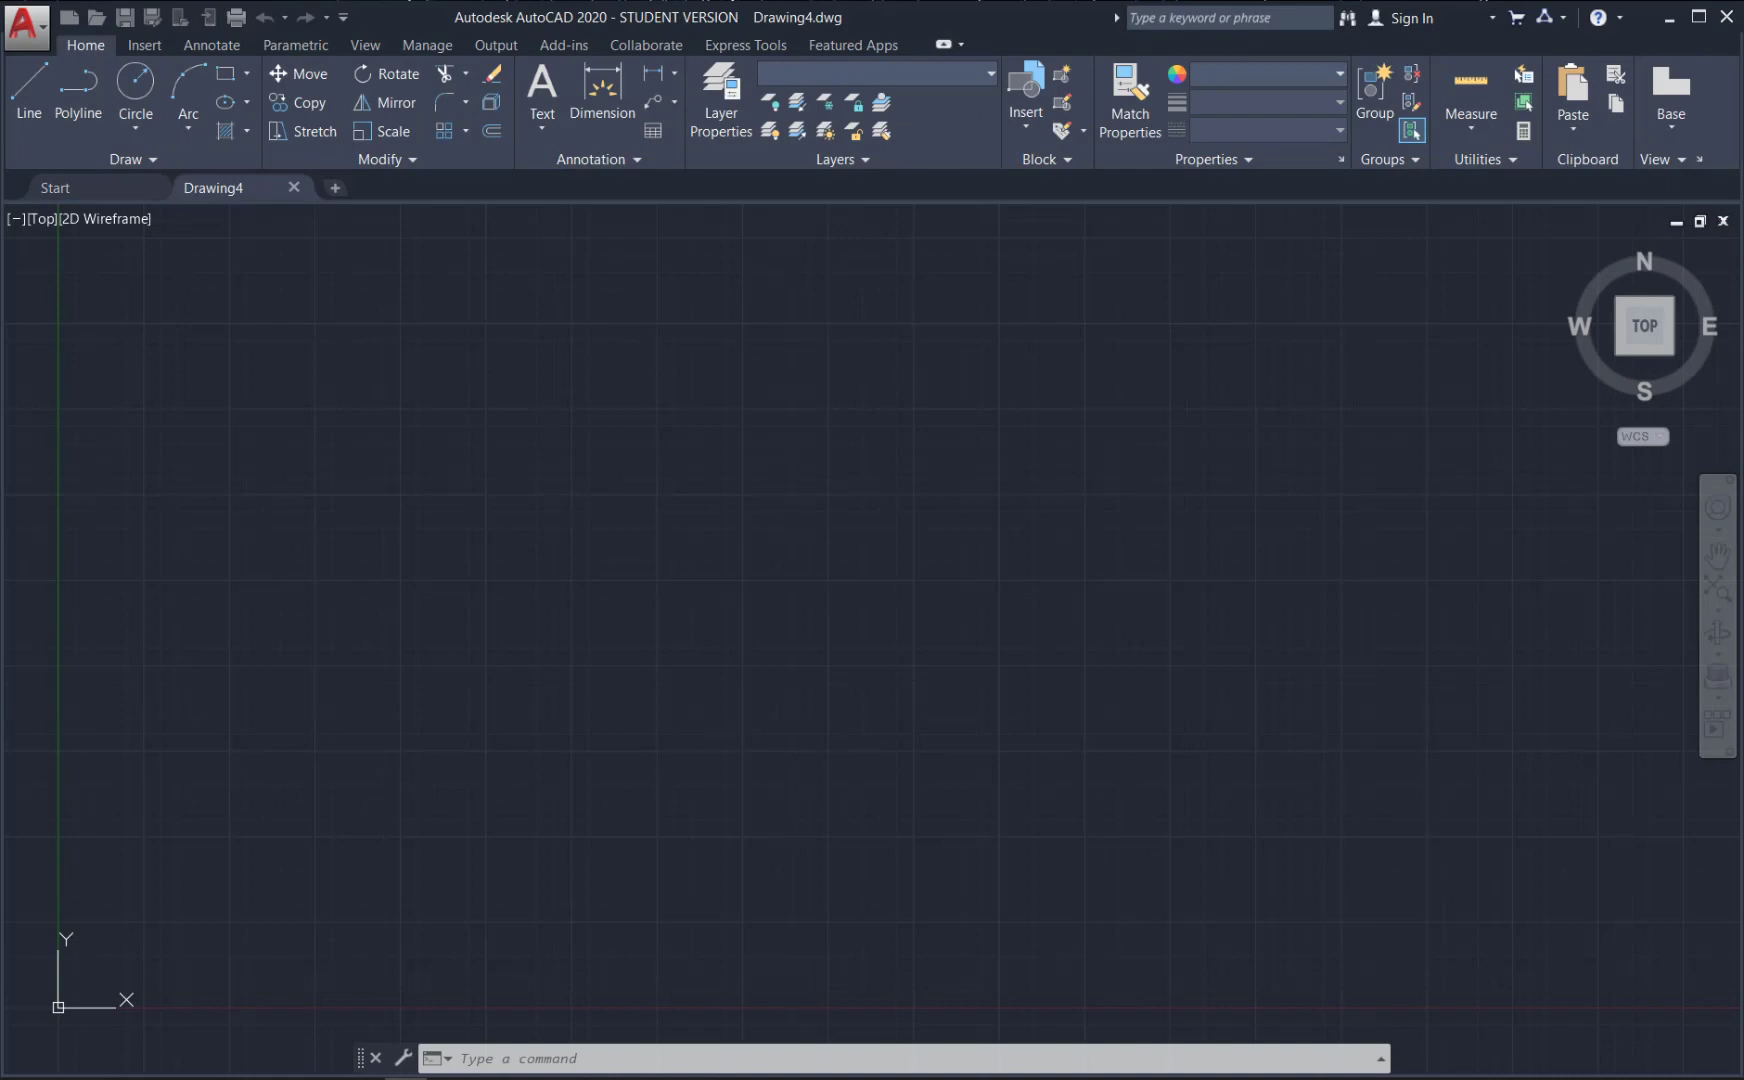 Autodesk AutoCAD 2020 - STUDENT VERSION Drawing4.dwg
Type a keyword or phrase
Sign In
Home Insert Annotate Parametric View Manage Output Add-ins Collaborate Express Tools Featured Apps
Line Polyline Circle Arc
Move Rotate
Copy Mirror
Stretch Scale
Text Dimension
Layer
Properties
Insert
Match
Properties
Group
Measure
Paste
Base
Draw Modify Annotation Layers Block Properties Groups Utilities Clipboard View
Start Drawing4
[−][Top][2D Wireframe]
N
W TOP E
S
WCS
Y
X
Type a command